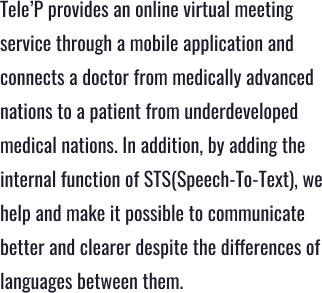 Tele’P provides an online virtual meeting
service through a mobile application and
connects a doctor from medically advanced
nations to a patient from underdeveloped
medical nations. In addition, by adding the
internal function of STS(Speech-To-Text), we
help and make it possible to communicate
better and clearer despite the differences of
languages between them.